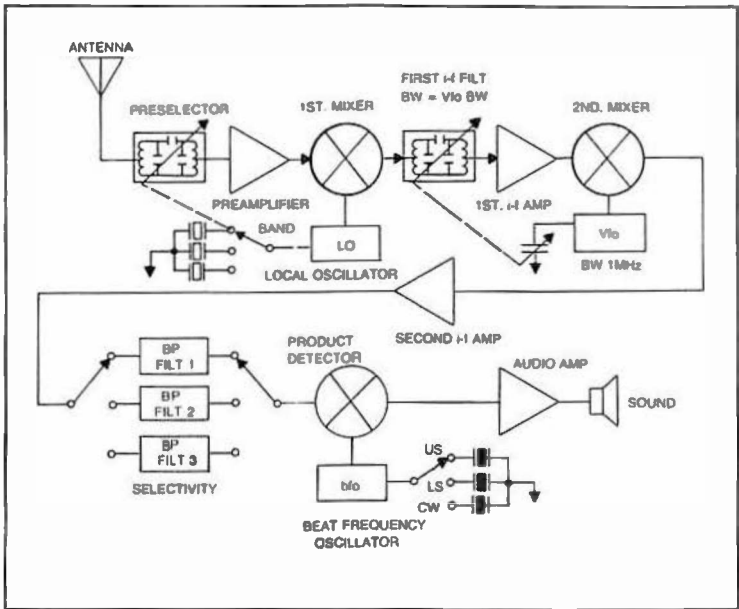 ANTENNA
PRESELECTOR
PREAMPLIFIER
1ST. MIXER
FIRST i-f FILT
BW = Vfo BW
1ST. i-f AMP
2ND. MIXER
BAND
LO
LOCAL OSCILLATOR
Vfo
BW 1MHz
SECOND i-f AMP
BP
FILT 1
BP
FILT 2
BP
FILT 3
SELECTIVITY
PRODUCT
DETECTOR
AUDIO AMP
SOUND
bfo
US
LS
CW
BEAT FREQUENCY
OSCILLATOR